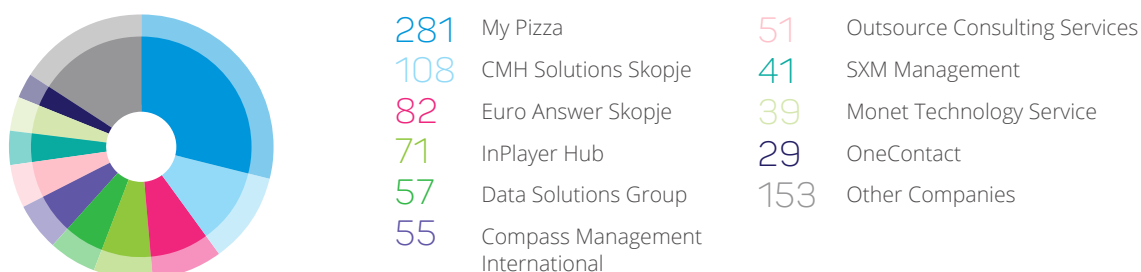 281 My Pizza
108 CMH Solutions Skopje
82 Euro Answer Skopje
71 InPlayer Hub
57 Data Solutions Group
55 Compass Management
International
51 Outsource Consulting Services
41 SXM Management
39 Monet Technology Service
29 OneContact
153 Other Companies